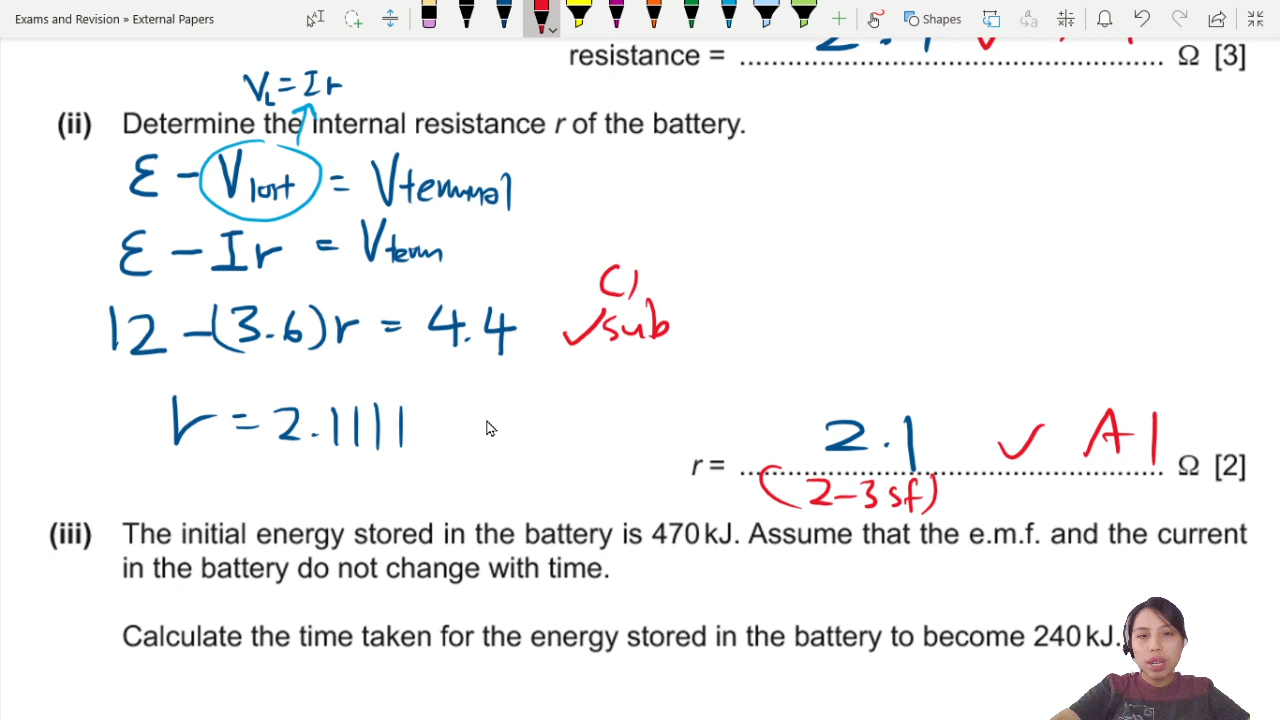 Exams and Revision » External Papers
Shapes
2.1 ✓
resistance = ........................................................ Ω [3]
V_L = Ir
(ii) Determine the internal resistance r of the battery.
Ɛ - V_lost = V_terminal
Ɛ - Ir = V_term
C1
12 - (3.6)r = 4.4 ✓ sub
r = 2.1111
2.1 ✓ A1
r = ........................................................ Ω [2]
(2-3sf)
(iii) The initial energy stored in the battery is 470 kJ. Assume that the e.m.f. and the current
in the battery do not change with time.
Calculate the time taken for the energy stored in the battery to become 240 kJ.